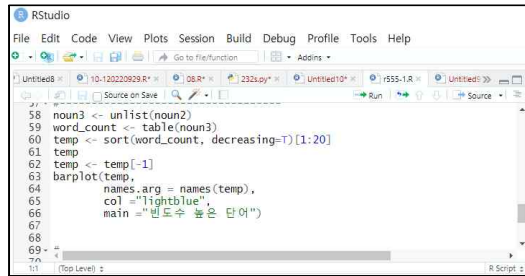 RStudio
File Edit Code View Plots Session Build Debug Profile Tools Help
Go to file/function Addins
Untitled8 × 10-120220929.R* × 08.R* × 232s.py* × Untitled10* × r555-1.R × Untitled5
Source on Save Run Source
58 noun3 <- unlist(noun2)
59 word_count <- table(noun3)
60 temp <- sort(word_count, decreasing=T)[1:20]
61 temp
62 temp <- temp[-1]
63 barplot(temp,
64 names.arg = names(temp),
65 col ="lightblue",
66 main ="빈도수 높은 단어")
67
68
69 #
1:1 (Top Level) R Script